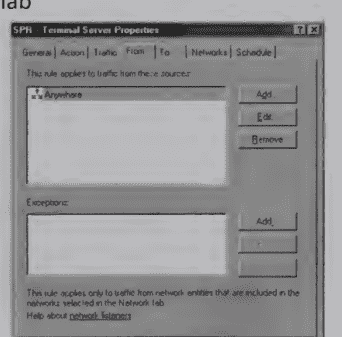 lab
SPR - Terminal Server Properties
General Action Traffic From To Networks Schedule
This rule applies to traffic from these sources:
Anywhere
Add...
Edit...
Remove
Exceptions:
Add...
This rule applies only to traffic from network entities that are included in the
networks selected in the Network tab.
Help about network listeners